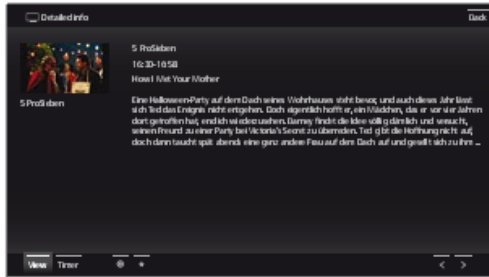 Detailed info
Back
5 ProSieben
16:30-16:58
How I Met Your Mother
5 ProSieben
Eine Halloween-Party auf dem Dach seines Wohnhauses steht bevor, und auch dieses Jahr lässt
sich Ted das Ereignis nicht entgehen. Doch eigentlich hofft er, ein Mädchen, das er vor vier Jahren
dort getroffen hat, endlich wiederzusehen. Barney findet die Idee völlig dämlich und versucht,
seinen Freund zu einer Party bei Victoria's Secret zu überreden. Ted gibt die Hoffnung nicht auf,
doch dann taucht spät abends eine ganz andere Frau auf dem Dach auf und gesellt sich zu ihm ...
View Timer